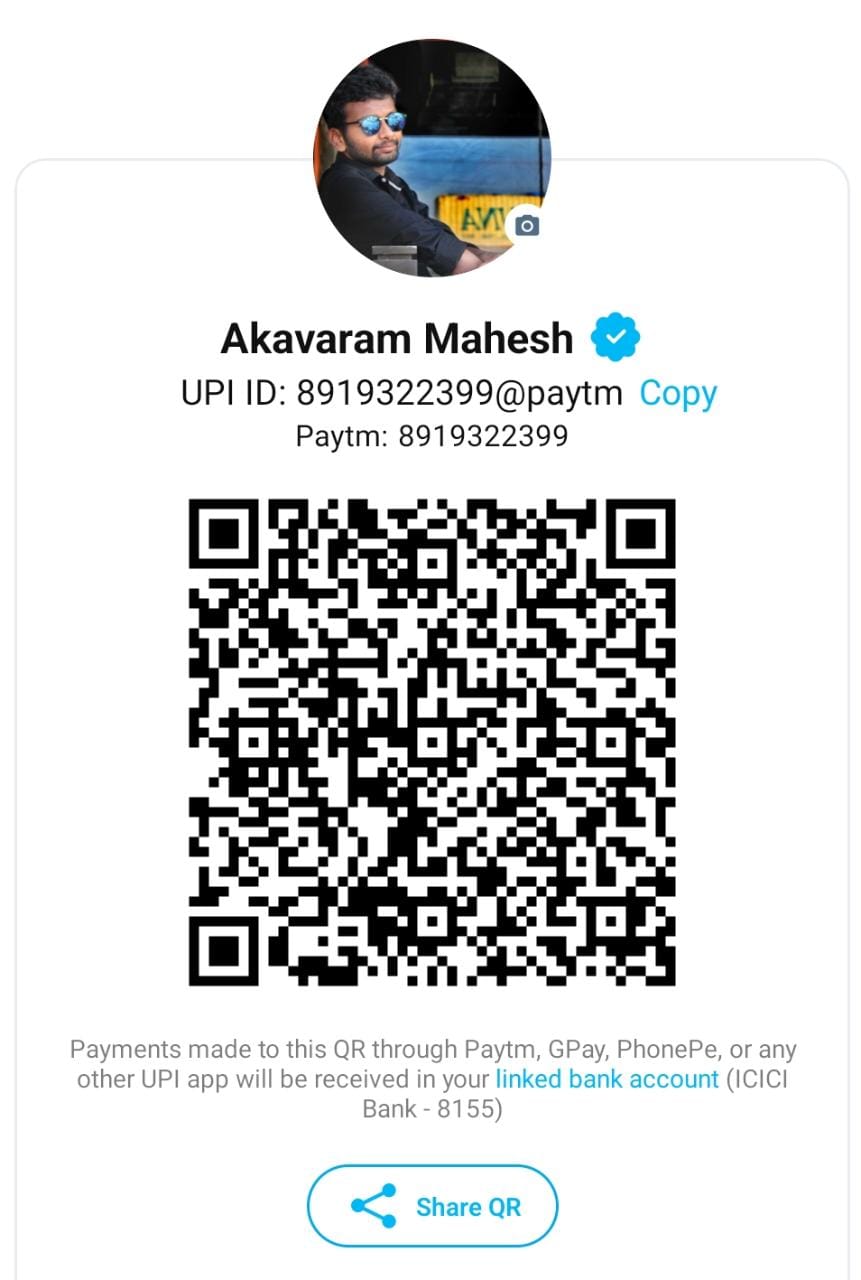 Akavaram Mahesh
UPI ID: 8919322399@paytm Copy
Paytm: 8919322399
Payments made to this QR through Paytm, GPay, PhonePe, or any
other UPI app will be received in your linked bank account (ICICI
Bank - 8155)
Share QR